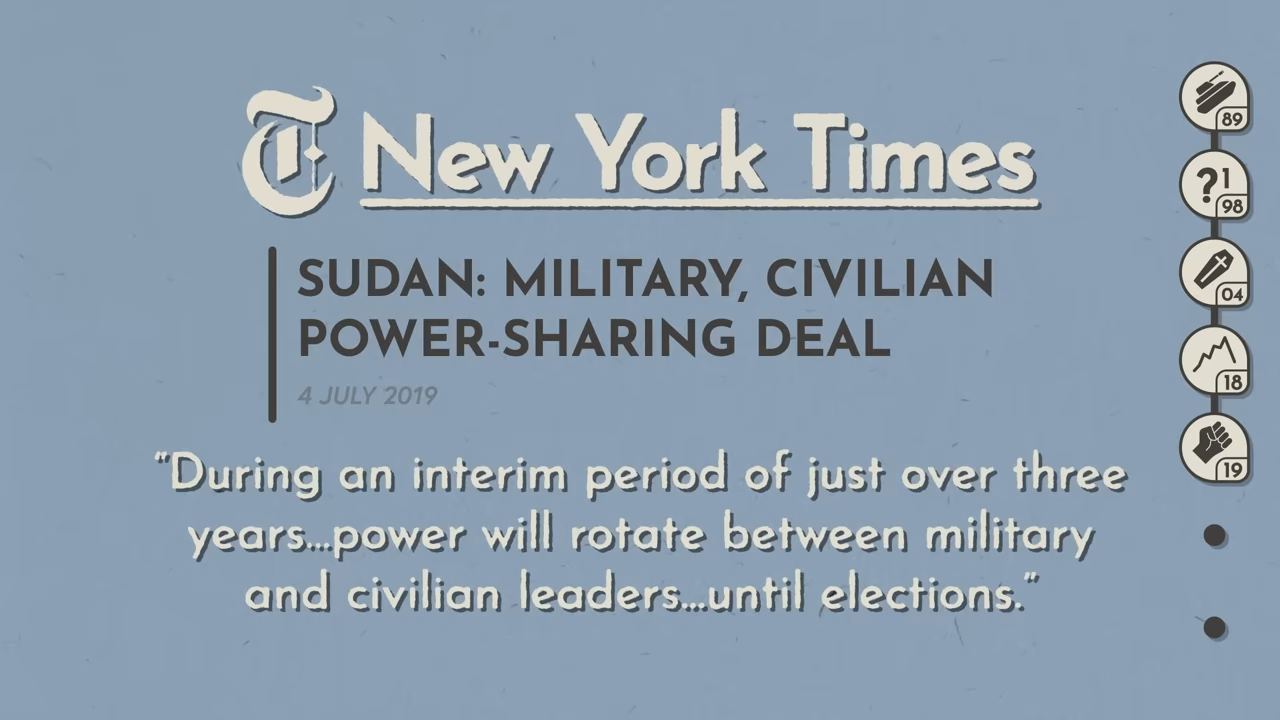 T New York Times
SUDAN: MILITARY, CIVILIAN
POWER-SHARING DEAL
4 JULY 2019
"During an interim period of just over three
years...power will rotate between military
and civilian leaders...until elections."
89
?1
98
04
18
19